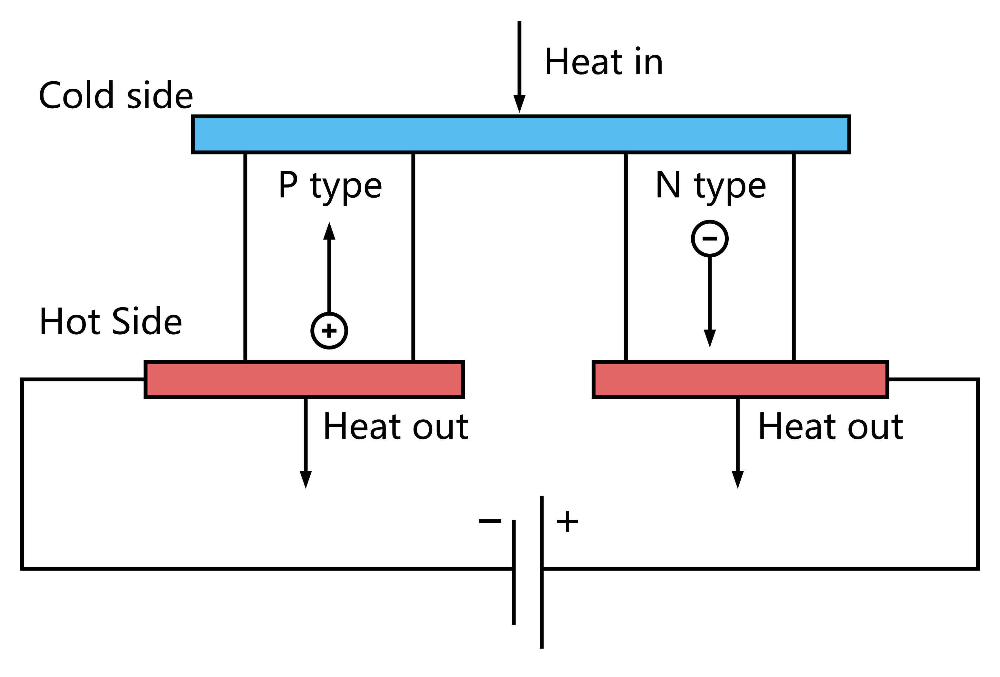 Heat in
Cold side
P type
N type
−
+
Hot Side
Heat out
Heat out
−
+